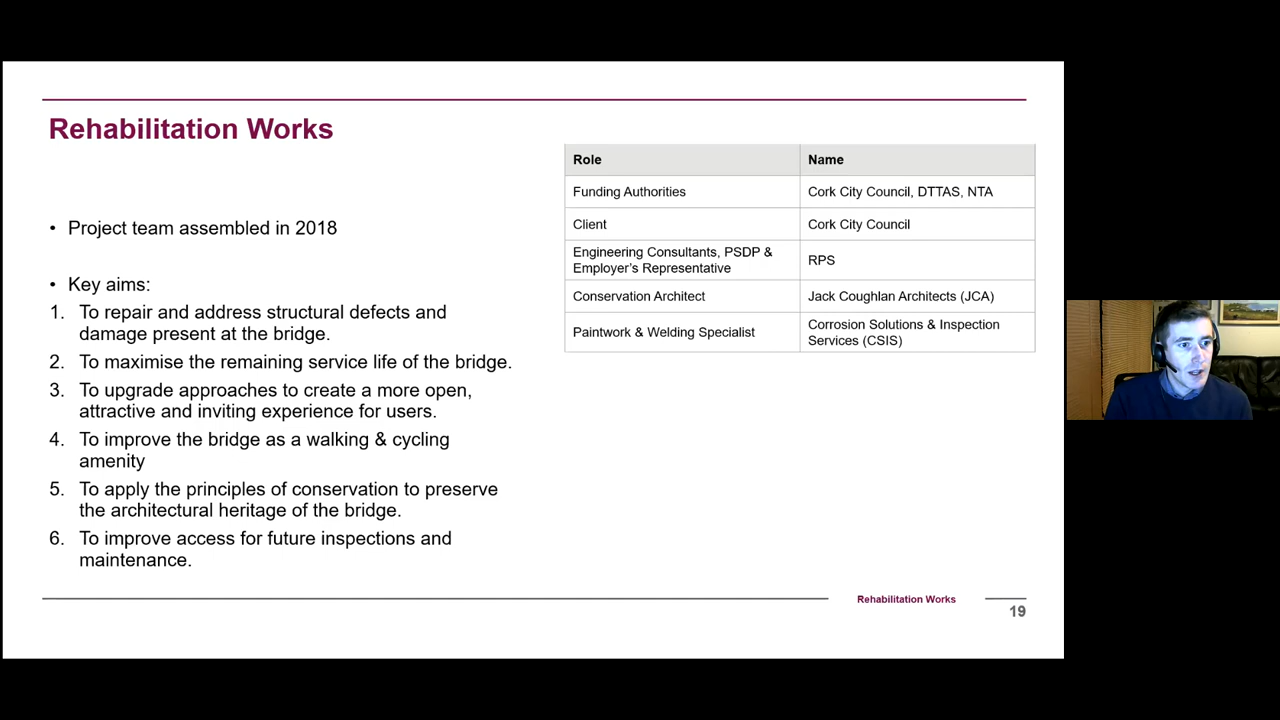 Rehabilitation Works
• Project team assembled in 2018
• Key aims:
1. To repair and address structural defects and
damage present at the bridge.
2. To maximise the remaining service life of the bridge.
3. To upgrade approaches to create a more open,
attractive and inviting experience for users.
4. To improve the bridge as a walking & cycling
amenity
5. To apply the principles of conservation to preserve
the architectural heritage of the bridge.
6. To improve access for future inspections and
maintenance.
Role Name
Funding Authorities Cork City Council, DTTAS, NTA
Client Cork City Council
Engineering Consultants, PSDP &
Employer's Representative
RPS
Conservation Architect Jack Coughlan Architects (JCA)
Paintwork & Welding Specialist
Corrosion Solutions & Inspection
Services (CSIS)
Rehabilitation Works
19